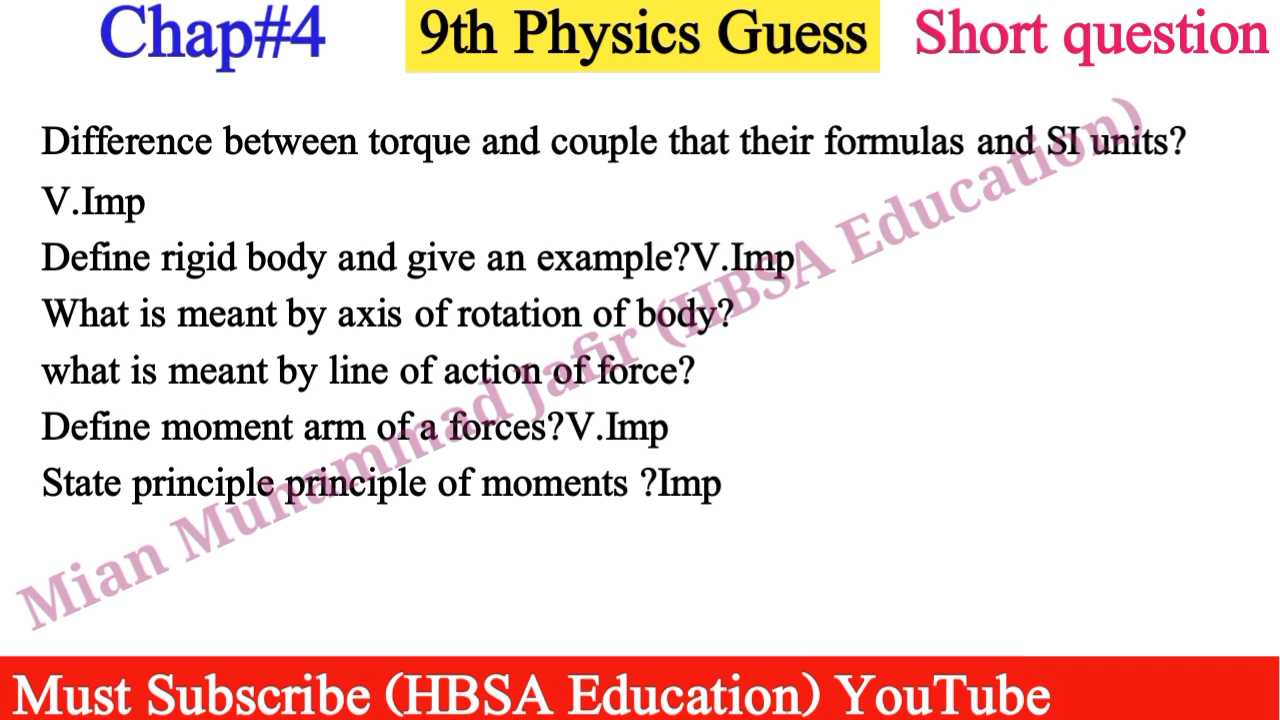 Chap#4 9th Physics Guess Short question
Difference between torque and couple that their formulas and SI units?
V.Imp
Define rigid body and give an example?V.Imp
What is meant by axis of rotation of body?
what is meant by line of action of force?
Define moment arm of a forces?V.Imp
State principle principle of moments ?Imp
Mian Muhammad Jafir (HBSA Education)
Must Subscribe (HBSA Education) YouTube